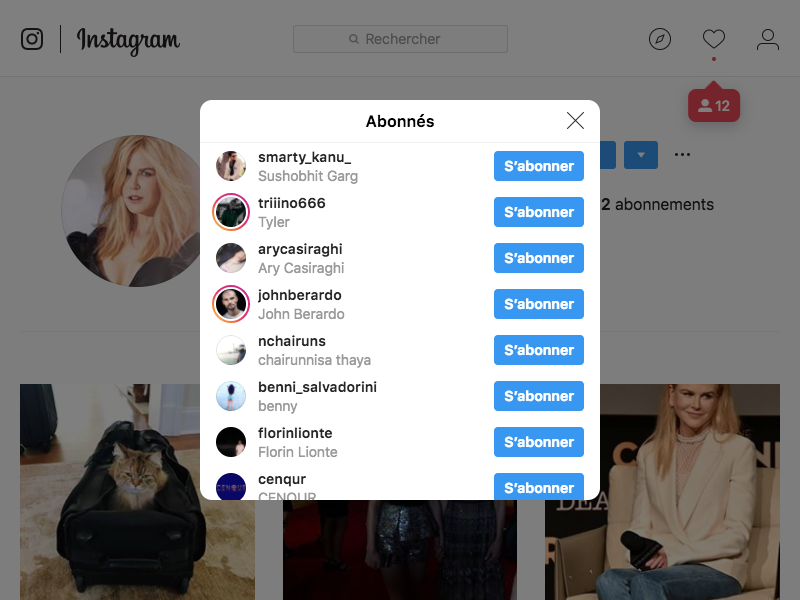 Instagram
Rechercher
12
Abonnés
2 abonnements
smarty_kanu_
Sushobhit Garg
S'abonner
triiino666
Tyler
S'abonner
arycasiraghi
Ary Casiraghi
S'abonner
johnberardo
John Berardo
S'abonner
nchairuns
chairunnisa thaya
S'abonner
benni_salvadorini
benny
S'abonner
florinlionte
Florin Lionte
S'abonner
CENQUR
cenqur
CENQUR
S'abonner